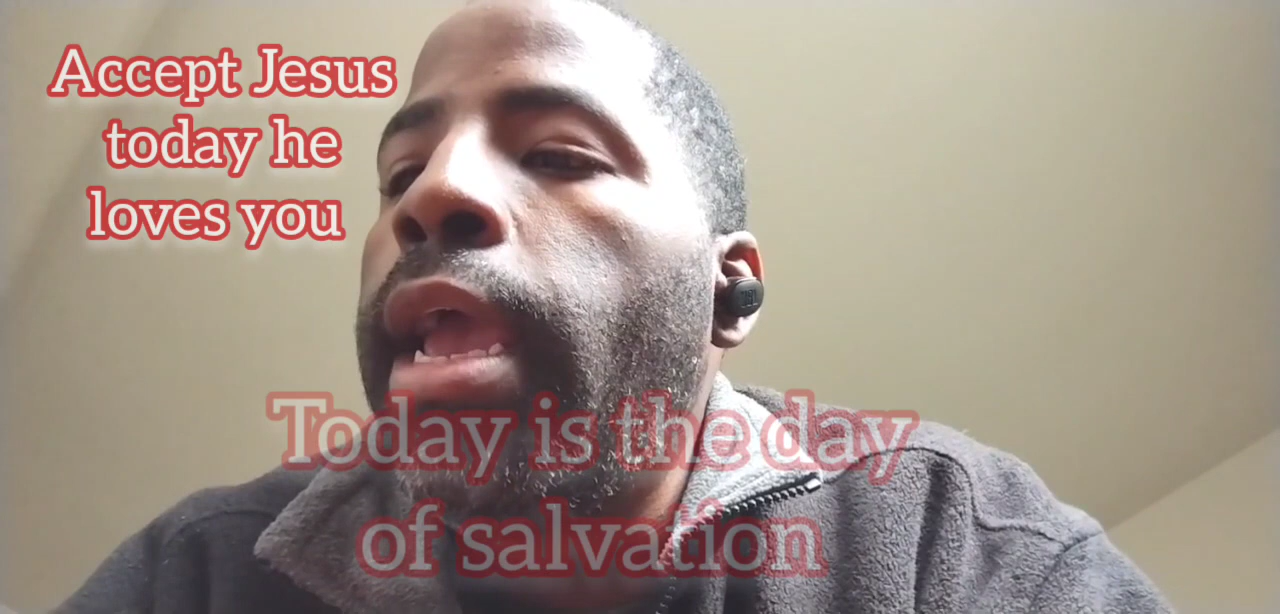 Accept Jesus
today he
loves you
Today is the day
of salvation